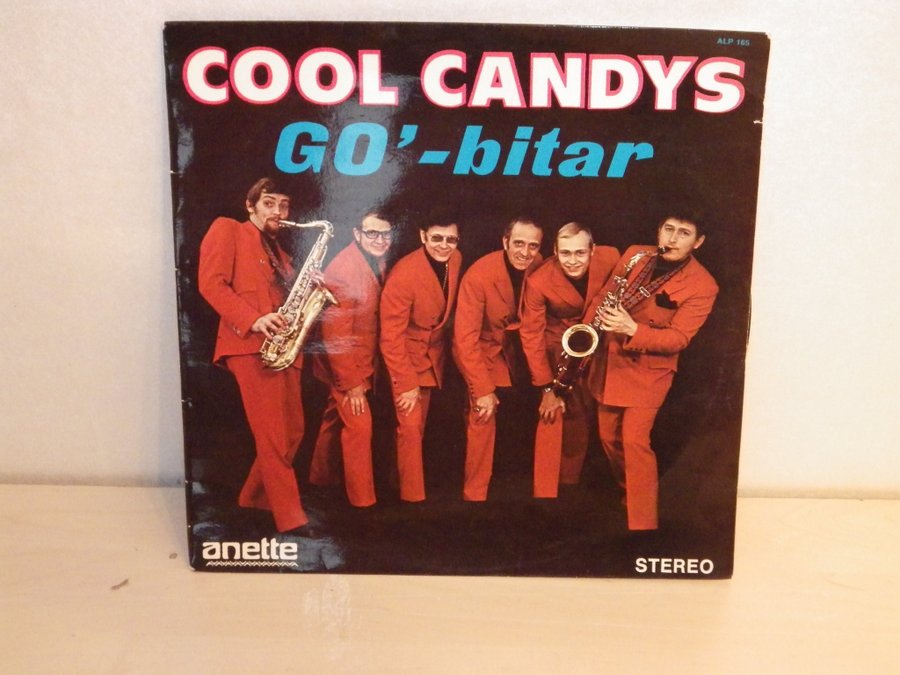 ALP 165
COOL CANDYS
GO'-bitar
anette
STEREO